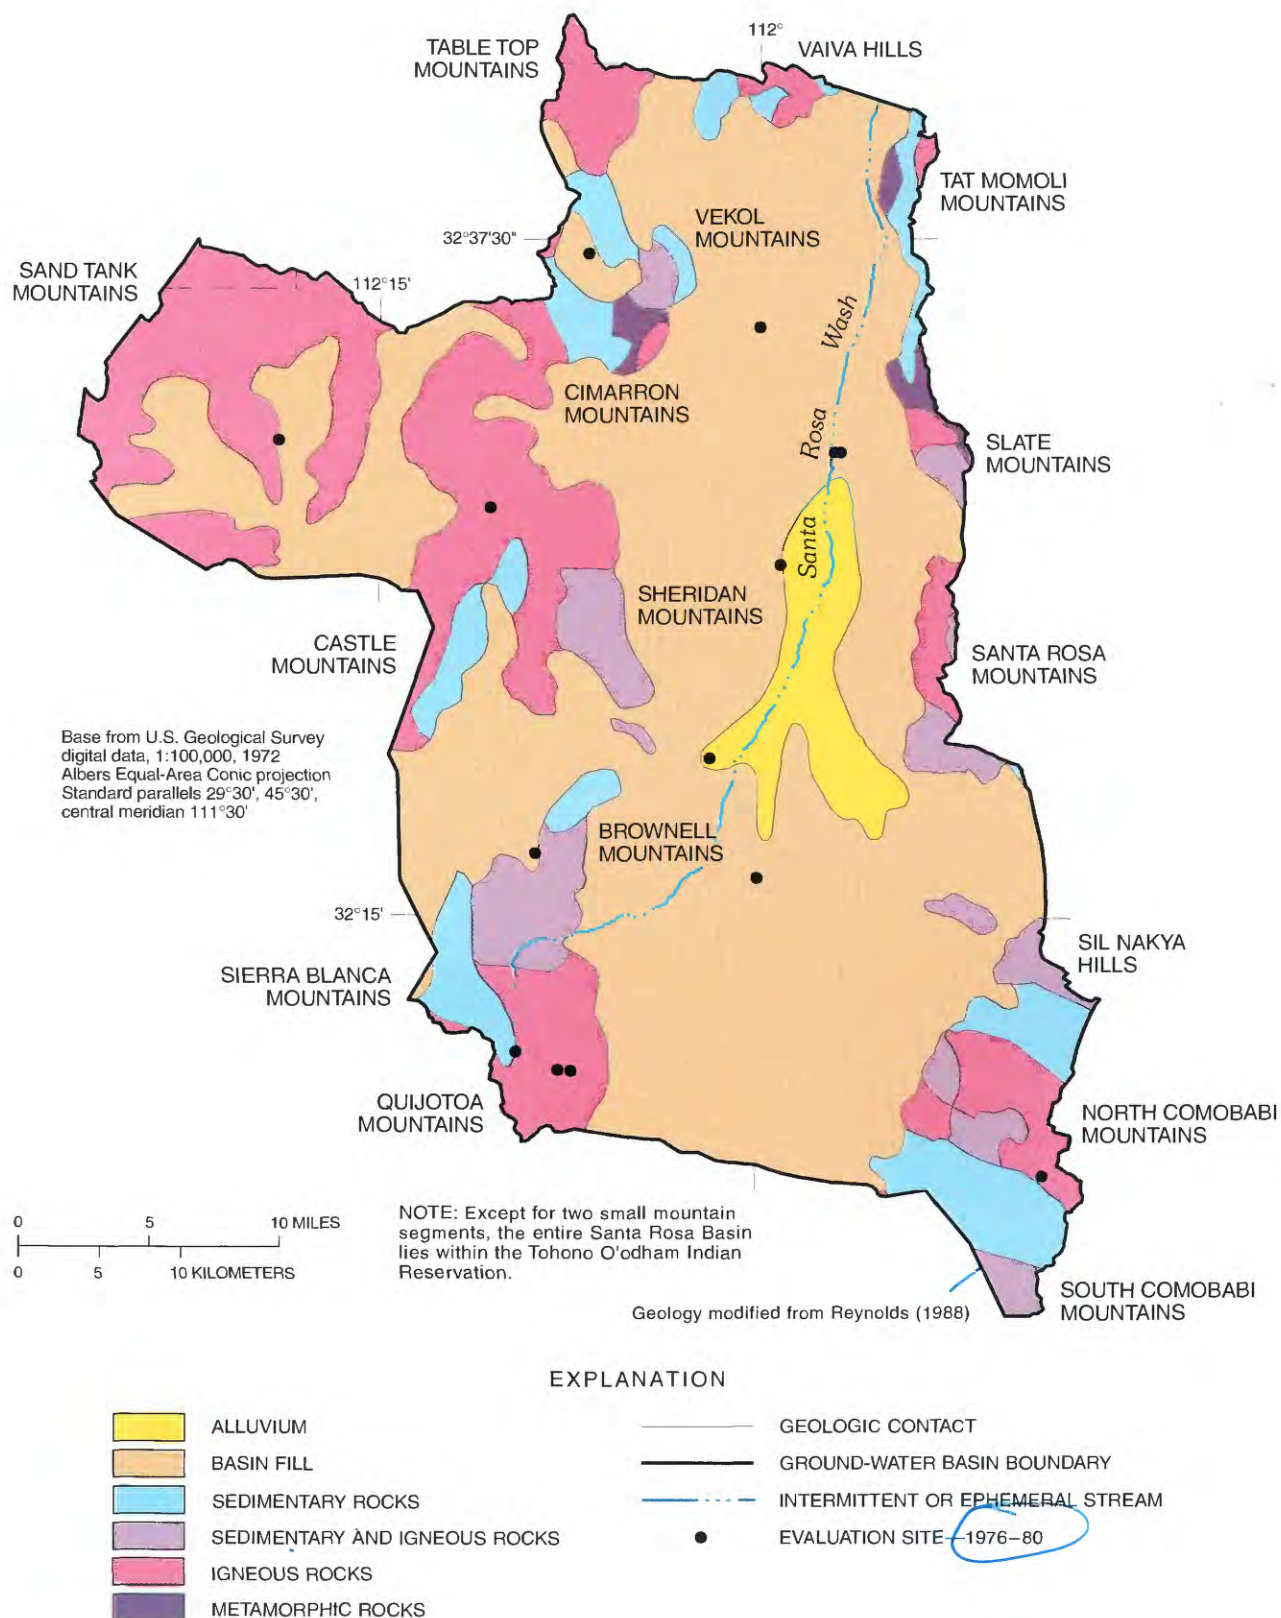 112°
VAIVA HILLS
TABLE TOP
MOUNTAINS
TAT MOMOLI
MOUNTAINS
VEKOL
MOUNTAINS
32°37'30"
SAND TANK
MOUNTAINS
112°15'
Santa Rosa Wash
CIMARRON
MOUNTAINS
SLATE
MOUNTAINS
SHERIDAN
MOUNTAINS
CASTLE
MOUNTAINS
SANTA ROSA
MOUNTAINS
Base from U.S. Geological Survey
digital data, 1:100,000, 1972
Albers Equal-Area Conic projection
Standard parallels 29°30', 45°30',
central meridian 111°30'
BROWNELL
MOUNTAINS
32°15'
SIL NAKYA
HILLS
SIERRA BLANCA
MOUNTAINS
QUIJOTOA
MOUNTAINS
NORTH COMOBABI
MOUNTAINS
0 5 10 MILES
0 5 10 KILOMETERS
NOTE: Except for two small mountain
segments, the entire Santa Rosa Basin
lies within the Tohono O'odham Indian
Reservation.
SOUTH COMOBABI
MOUNTAINS
Geology modified from Reynolds (1988)
EXPLANATION
ALLUVIUM
BASIN FILL
SEDIMENTARY ROCKS
SEDIMENTARY AND IGNEOUS ROCKS
IGNEOUS ROCKS
METAMORPHIC ROCKS
GEOLOGIC CONTACT
GROUND-WATER BASIN BOUNDARY
INTERMITTENT OR EPHEMERAL STREAM
EVALUATION SITE—1976–80